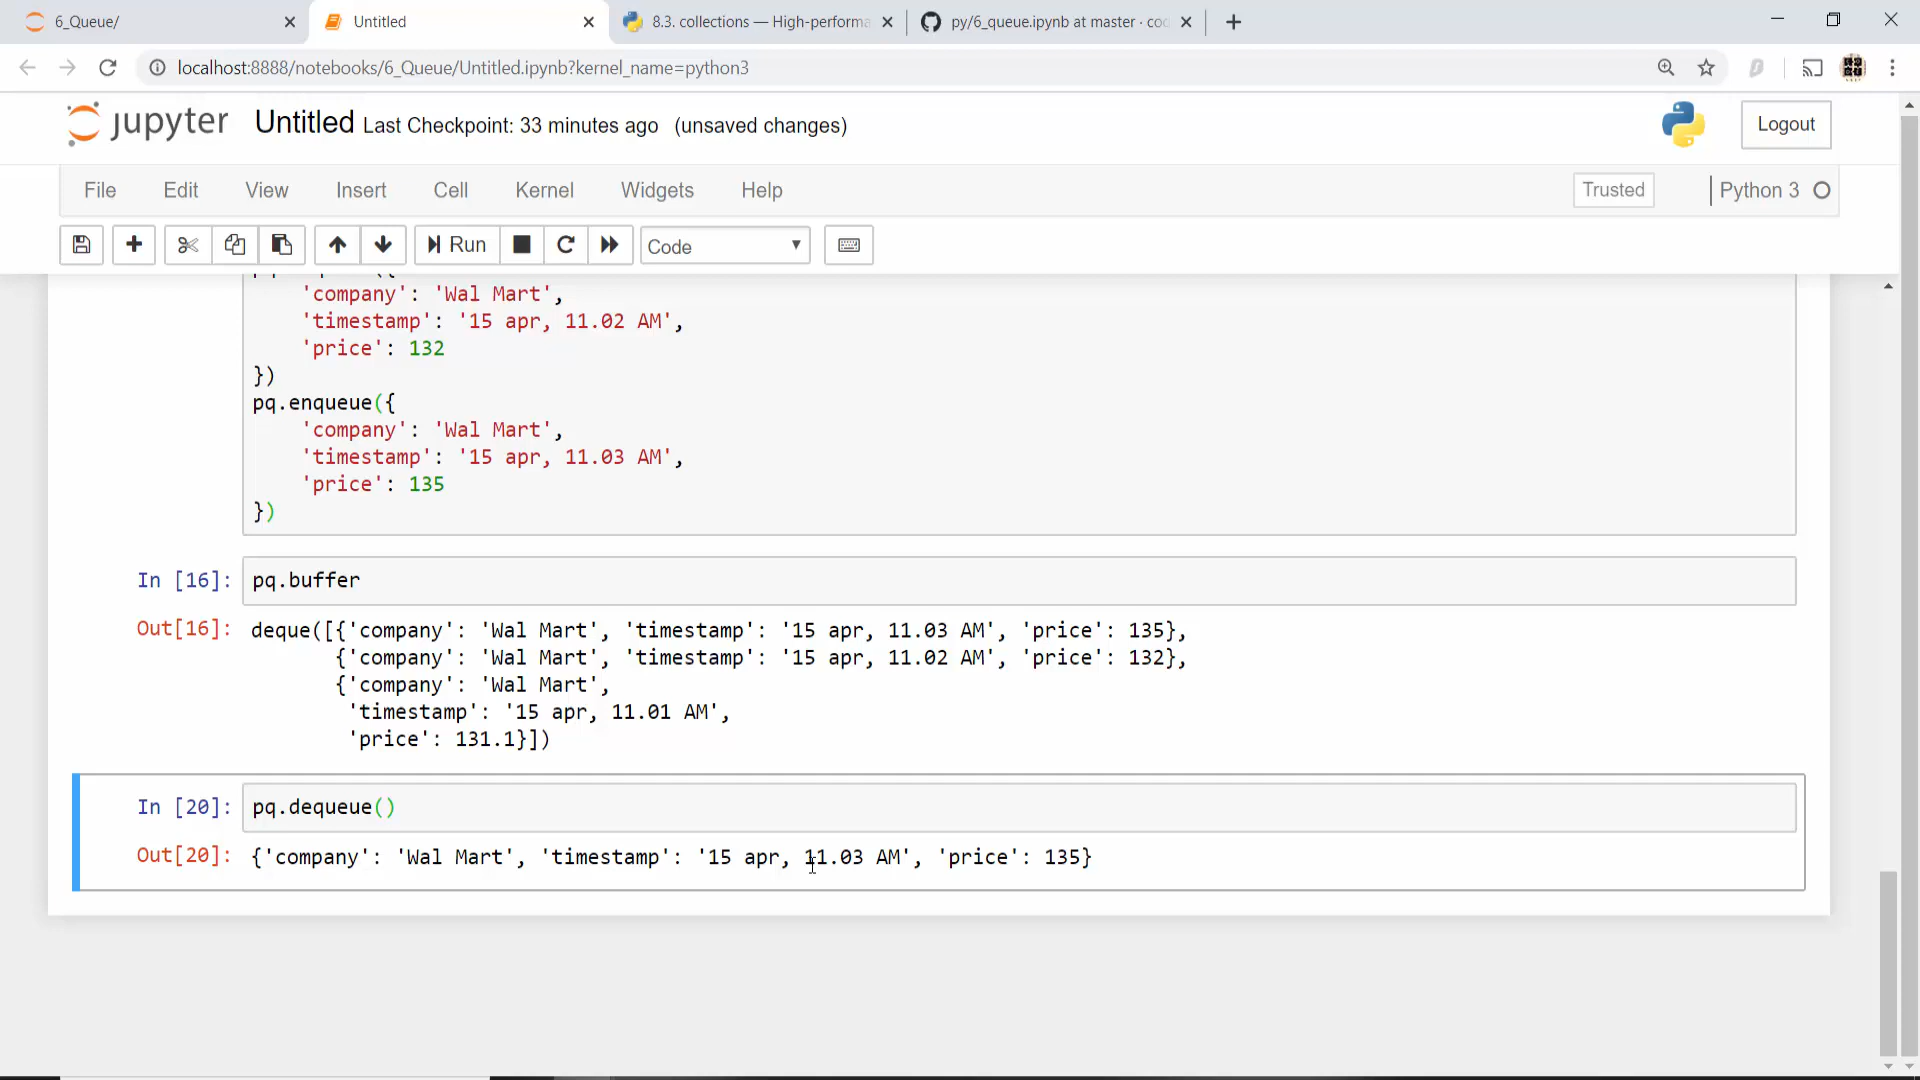 6_Queue/
Untitled
8.3. collections — High-performa
py/6_queue.ipynb at master · co
localhost:8888/notebooks/6_Queue/Untitled.ipynb?kernel_name=python3
jupyter Untitled Last Checkpoint: 33 minutes ago (unsaved changes)
Logout
File Edit View Insert Cell Kernel Widgets Help
Trusted
Python 3
Run
Code
'company': 'Wal Mart',
'timestamp': '15 apr, 11.02 AM',
'price': 132
})
pq.enqueue({
'company': 'Wal Mart',
'timestamp': '15 apr, 11.03 AM',
'price': 135
})
In [16]: pq.buffer
Out[16]: deque([{'company': 'Wal Mart', 'timestamp': '15 apr, 11.03 AM', 'price': 135},
{'company': 'Wal Mart', 'timestamp': '15 apr, 11.02 AM', 'price': 132},
{'company': 'Wal Mart',
'timestamp': '15 apr, 11.01 AM',
'price': 131.1}])
In [20]: pq.dequeue()
Out[20]: {'company': 'Wal Mart', 'timestamp': '15 apr, 11.03 AM', 'price': 135}